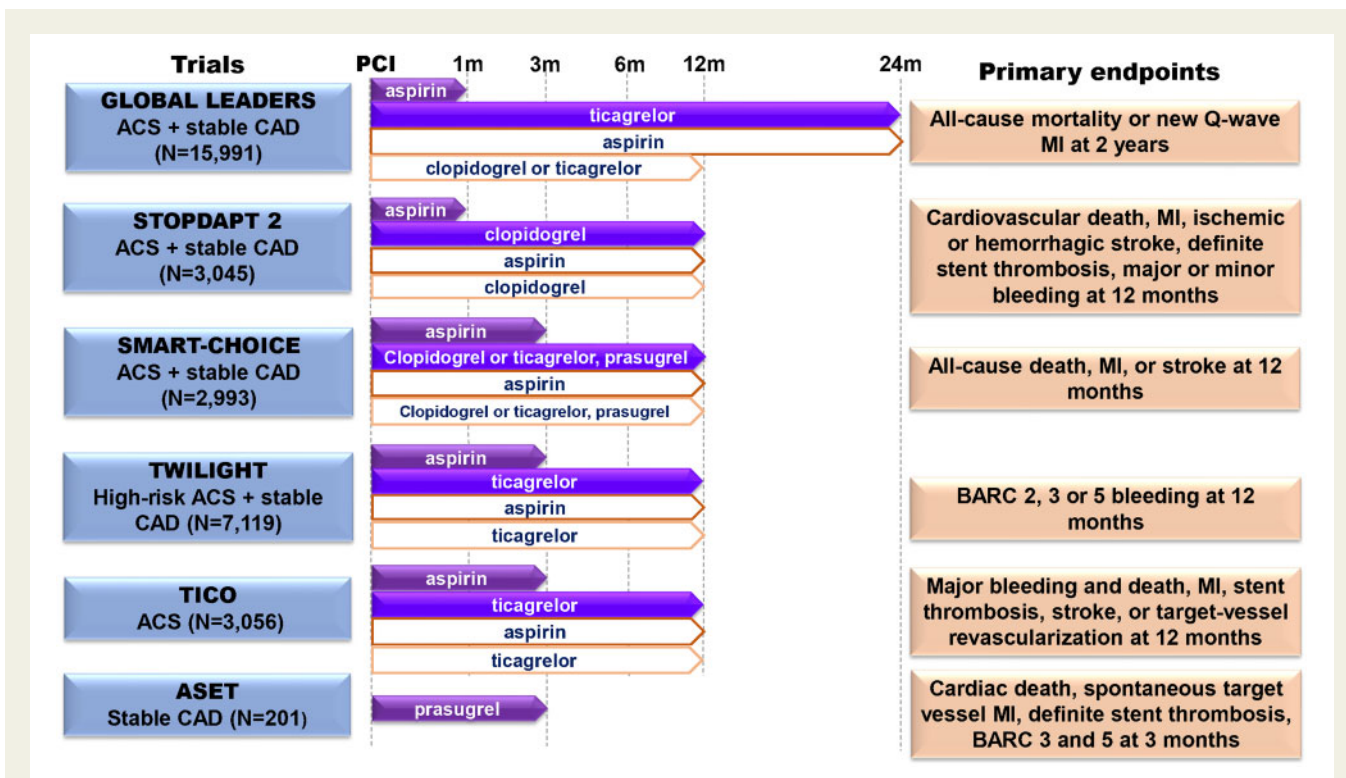 Trials
PCI
1m
3m
6m
12m
24m
Primary endpoints
GLOBAL LEADERS
ACS + stable CAD
(N=15,991)
aspirin
ticagrelor
aspirin
clopidogrel or ticagrelor
All-cause mortality or new Q-wave
MI at 2 years
STOPDAPT 2
ACS + stable CAD
(N=3,045)
aspirin
clopidogrel
aspirin
clopidogrel
Cardiovascular death, MI, ischemic
or hemorrhagic stroke, definite
stent thrombosis, major or minor
bleeding at 12 months
SMART-CHOICE
ACS + stable CAD
(N=2,993)
aspirin
Clopidogrel or ticagrelor, prasugrel
aspirin
Clopidogrel or ticagrelor, prasugrel
All-cause death, MI, or stroke at 12
months
TWILIGHT
High-risk ACS + stable
CAD (N=7,119)
aspirin
ticagrelor
aspirin
ticagrelor
BARC 2, 3 or 5 bleeding at 12
months
TICO
ACS (N=3,056)
aspirin
ticagrelor
aspirin
ticagrelor
Major bleeding and death, MI, stent
thrombosis, stroke, or target-vessel
revascularization at 12 months
ASET
Stable CAD (N=201)
prasugrel
Cardiac death, spontaneous target
vessel MI, definite stent thrombosis,
BARC 3 and 5 at 3 months